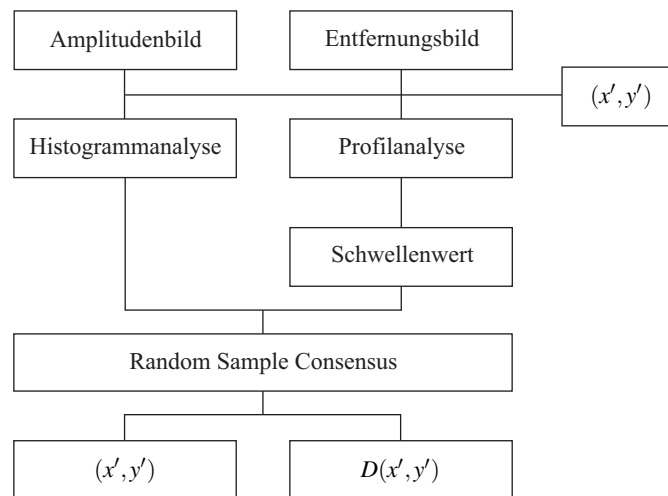 Amplitudenbild
Entfernungsbild
(x′,y′)
Histogrammanalyse
Profilanalyse
Schwellenwert
Random Sample Consensus
(x′,y′)
D(x′,y′)